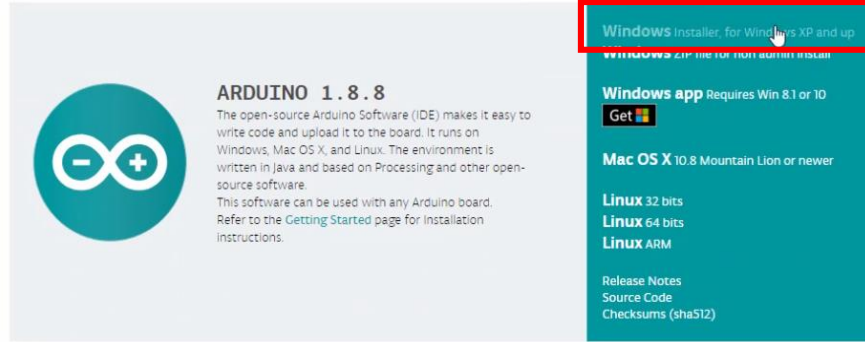 ARDUINO 1.8.8
The open-source Arduino Software (IDE) makes it easy to
write code and upload it to the board. It runs on
Windows, Mac OS X, and Linux. The environment is
written in Java and based on Processing and other open-
source software.
This software can be used with any Arduino board.
Refer to the Getting Started page for Installation
instructions.
Windows Installer, for Windows XP and up
Windows ZIP file for non admin install
Windows app Requires Win 8.1 or 10
Get
Mac OS X 10.8 Mountain Lion or newer
Linux 32 bits
Linux 64 bits
Linux ARM
Release Notes
Source Code
Checksums (sha512)